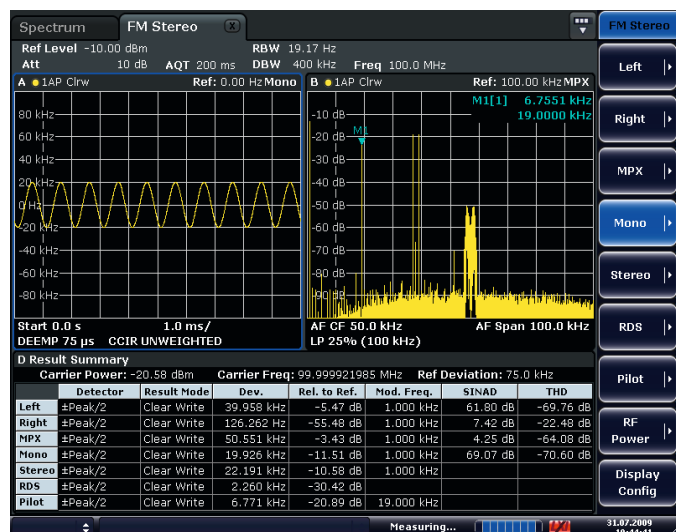 Spectrum FM Stereo X FM Stereo
Ref Level -10.00 dBm RBW 19.17 Hz
Att 10 dB AQT 200 ms DBW 400 kHz Freq 100.0 MHz
A 1AP Clrw Ref: 0.00 Hz Mono B 1AP Clrw Ref: 100.00 kHz MPX
M1[1] 6.7551 kHz
19.0000 kHz
M1
80 kHz
60 kHz
40 kHz
20 kHz
0 Hz
-20 kHz
-40 kHz
-60 kHz
-80 kHz
-10 dB
-20 dB
-30 dB
-40 dB
-50 dB
-60 dB
-70 dB
-80 dB
-90 dB
Start 0.0 s 1.0 ms/ AF CF 50.0 kHz AF Span 100.0 kHz
DEEMP 75 µs CCIR UNWEIGHTED LP 25% (100 kHz)
D Result Summary
Carrier Power: -20.58 dBm Carrier Freq: 99.999921985 MHz Ref Deviation: 75.0 kHz
Detector Result Mode Dev. Rel. to Ref. Mod. Freq. SINAD THD
Left ±Peak/2 Clear Write 39.958 kHz -5.47 dB 1.000 kHz 61.80 dB -69.76 dB
Right ±Peak/2 Clear Write 126.262 Hz -55.48 dB 1.000 kHz 7.42 dB -22.48 dB
MPX ±Peak/2 Clear Write 50.551 kHz -3.43 dB 1.000 kHz 4.25 dB -64.08 dB
Mono ±Peak/2 Clear Write 19.926 kHz -11.51 dB 1.000 kHz 69.07 dB -70.60 dB
Stereo ±Peak/2 Clear Write 22.191 kHz -10.58 dB 1.000 kHz
RDS ±Peak/2 Clear Write 2.260 kHz -30.42 dB
Pilot ±Peak/2 Clear Write 6.771 kHz -20.89 dB 19.000 kHz
Measuring... 31.07.2009
Left
Right
MPX
Mono
Stereo
RDS
Pilot
RF
Power
Display
Config